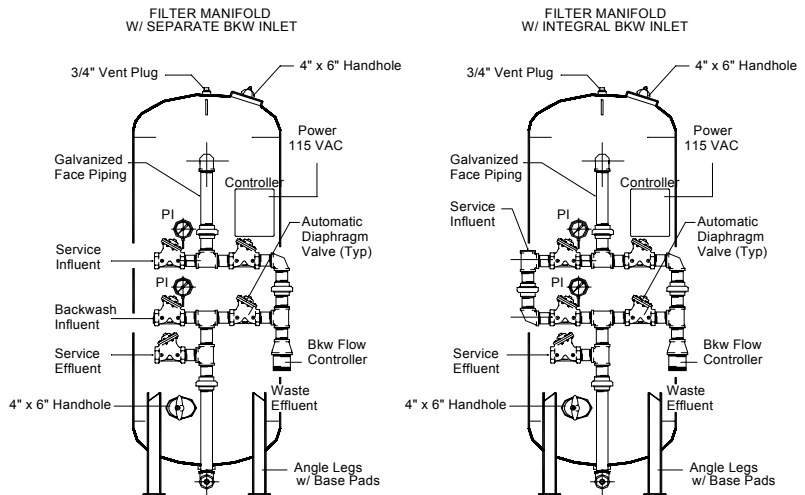 FILTER MANIFOLD
W/ SEPARATE BKW INLET
3/4" Vent Plug
4" x 6" Handhole
Power
115 VAC
Galvanized
Face Piping
Controller
PI
Automatic
Diaphragm
Valve (Typ)
Service
Influent
PI
Backwash
Influent
Service
Effluent
Bkw Flow
Controller
Waste
Effluent
4" x 6" Handhole
Angle Legs
w/ Base Pads
FILTER MANIFOLD
W/ INTEGRAL BKW INLET
3/4" Vent Plug
4" x 6" Handhole
Power
115 VAC
Galvanized
Face Piping
Controller
Service
Influent
PI
Automatic
Diaphragm
Valve (Typ)
PI
Service
Effluent
Bkw Flow
Controller
Waste
Effluent
4" x 6" Handhole
Angle Legs
w/ Base Pads